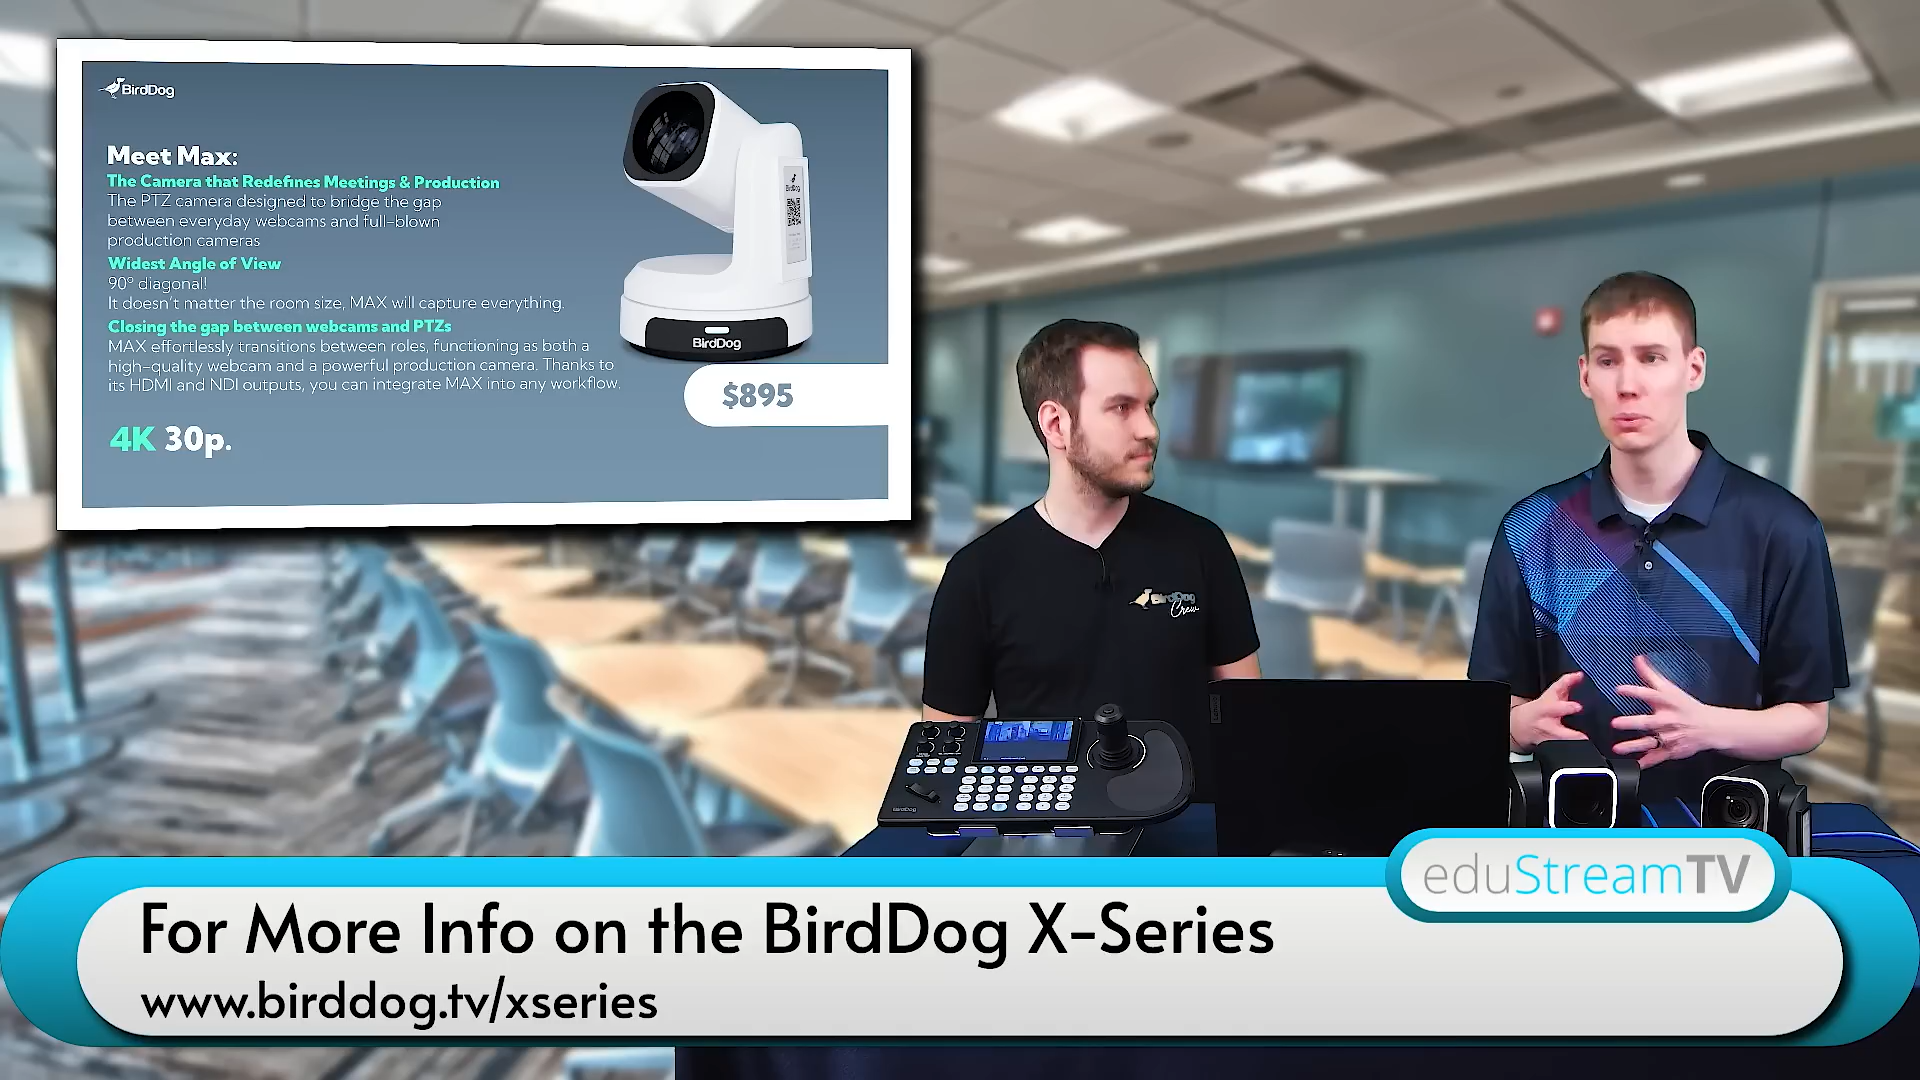 BirdDog
Meet Max:
The Camera that Redefines Meetings & Production
The PTZ camera designed to bridge the gap
between everyday webcams and full-blown
production cameras
Widest Angle of View
90° diagonal!
It doesn't matter the room size, MAX will capture everything.
Closing the gap between webcams and PTZs
MAX effortlessly transitions between roles, functioning as both a
high-quality webcam and a powerful production camera. Thanks to
its HDMI and NDI outputs, you can integrate MAX into any workflow.
4K 30p.
BirdDog
BirdDog
$895
BirdDog
Crew
BirdDog
eduStreamTV
For More Info on the BirdDog X-Series
www.birddog.tv/xseries